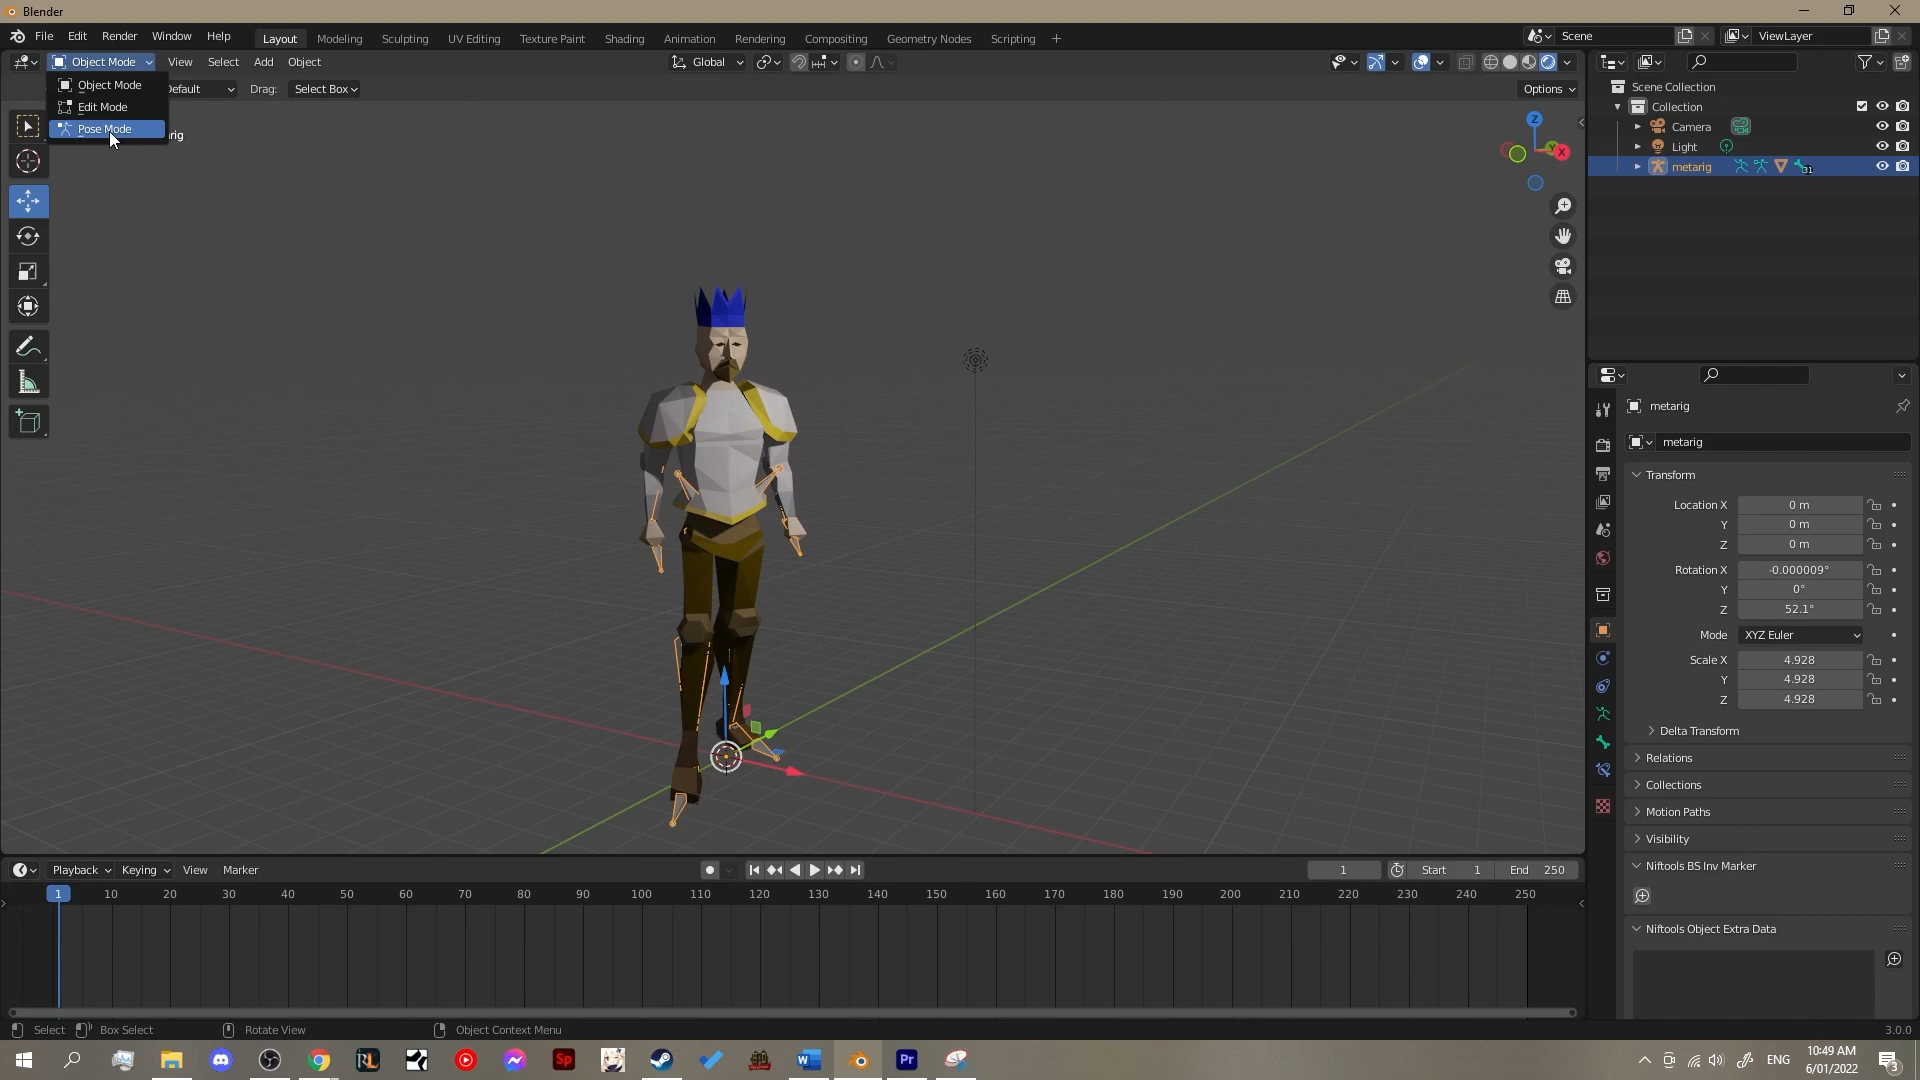 Blender
File Edit Render Window Help Layout Modeling Sculpting UV Editing Texture Paint Shading Animation Rendering Compositing Geometry Nodes Scripting + Scene ViewLayer
Object Mode View Select Add Object Global
Object Mode
Edit Mode
Pose Mode
Default Drag: Select Box Options
rig
Z
Y
X
Scene Collection
Collection
Camera
Light
metarig 31
metarig
metarig
Transform
Location X 0 m
Y 0 m
Z 0 m
Rotation X -0.000009°
Y 0°
Z 52.1°
Mode XYZ Euler
Scale X 4.928
Y 4.928
Z 4.928
Delta Transform
Relations
Collections
Motion Paths
Visibility
Niftools BS Inv Marker
Niftools Object Extra Data
Playback Keying View Marker 1 Start 1 End 250
1 10 20 30 40 50 60 70 80 90 100 110 120 130 140 150 160 170 180 190 200 210 220 230 240 250
Select Box Select Rotate View Object Context Menu 3.0.0
RL Sp W Pr ENG 10:49 AM
6/01/2022 3